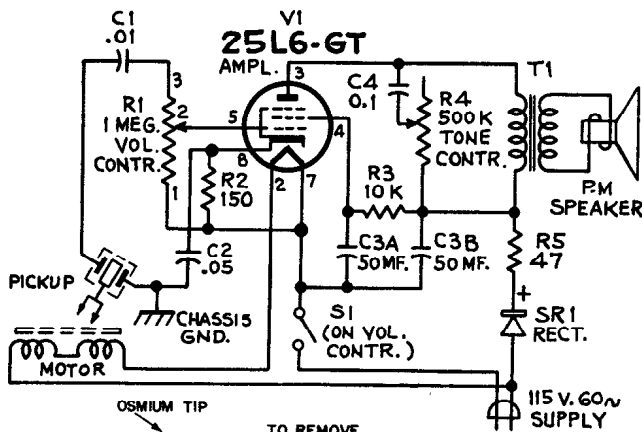 C1
.01
V1
25L6-GT
AMPL.
3
C4
0.1
R4
500K
TONE
CONTR.
T1
3
R1
1 MEG.
VOL.
CONTR.
2
1
5
4
8
2
7
R2
150
R3
10K
P.M
SPEAKER
C2
.05
C3A
50MF.
C3B
50MF.
R5
47
PICKUP
CHASSIS
GND.
S1
(ON VOL.
CONTR.)
+
SR1
RECT.
MOTOR
115 V. 60~
SUPPLY
OSMIUM TIP
TO REMOVE